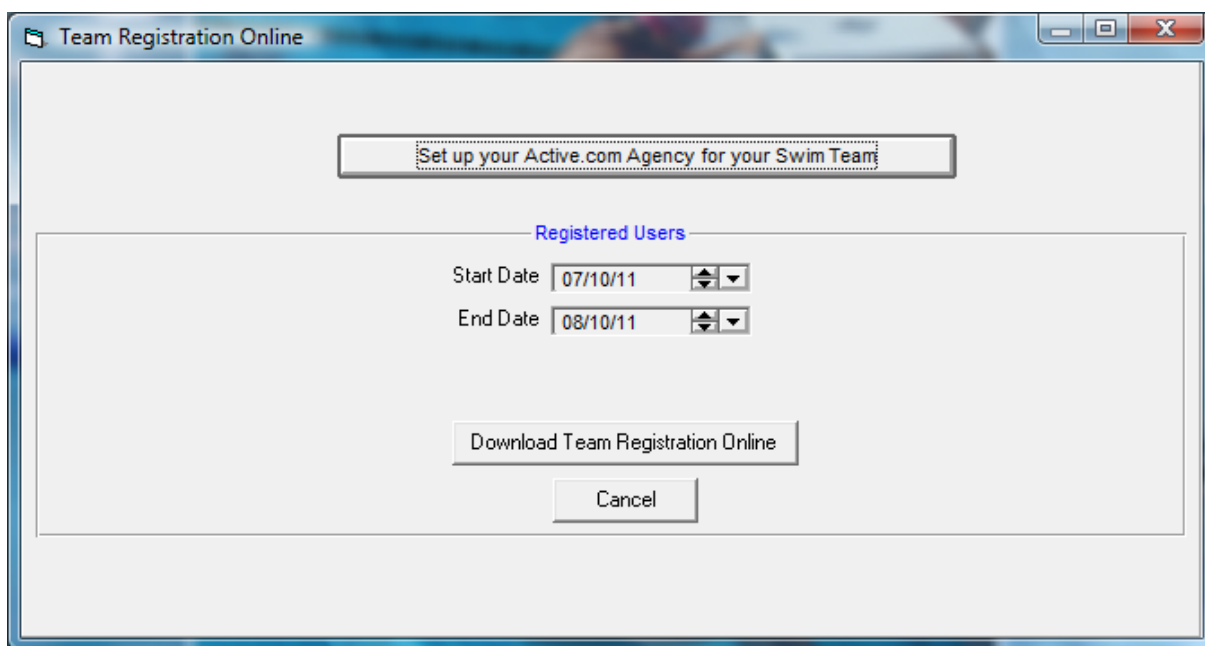 Team Registration Online
Set up your Active.com Agency for your Swim Team
Registered Users
Start Date 07/10/11
End Date 08/10/11
Download Team Registration Online
Cancel